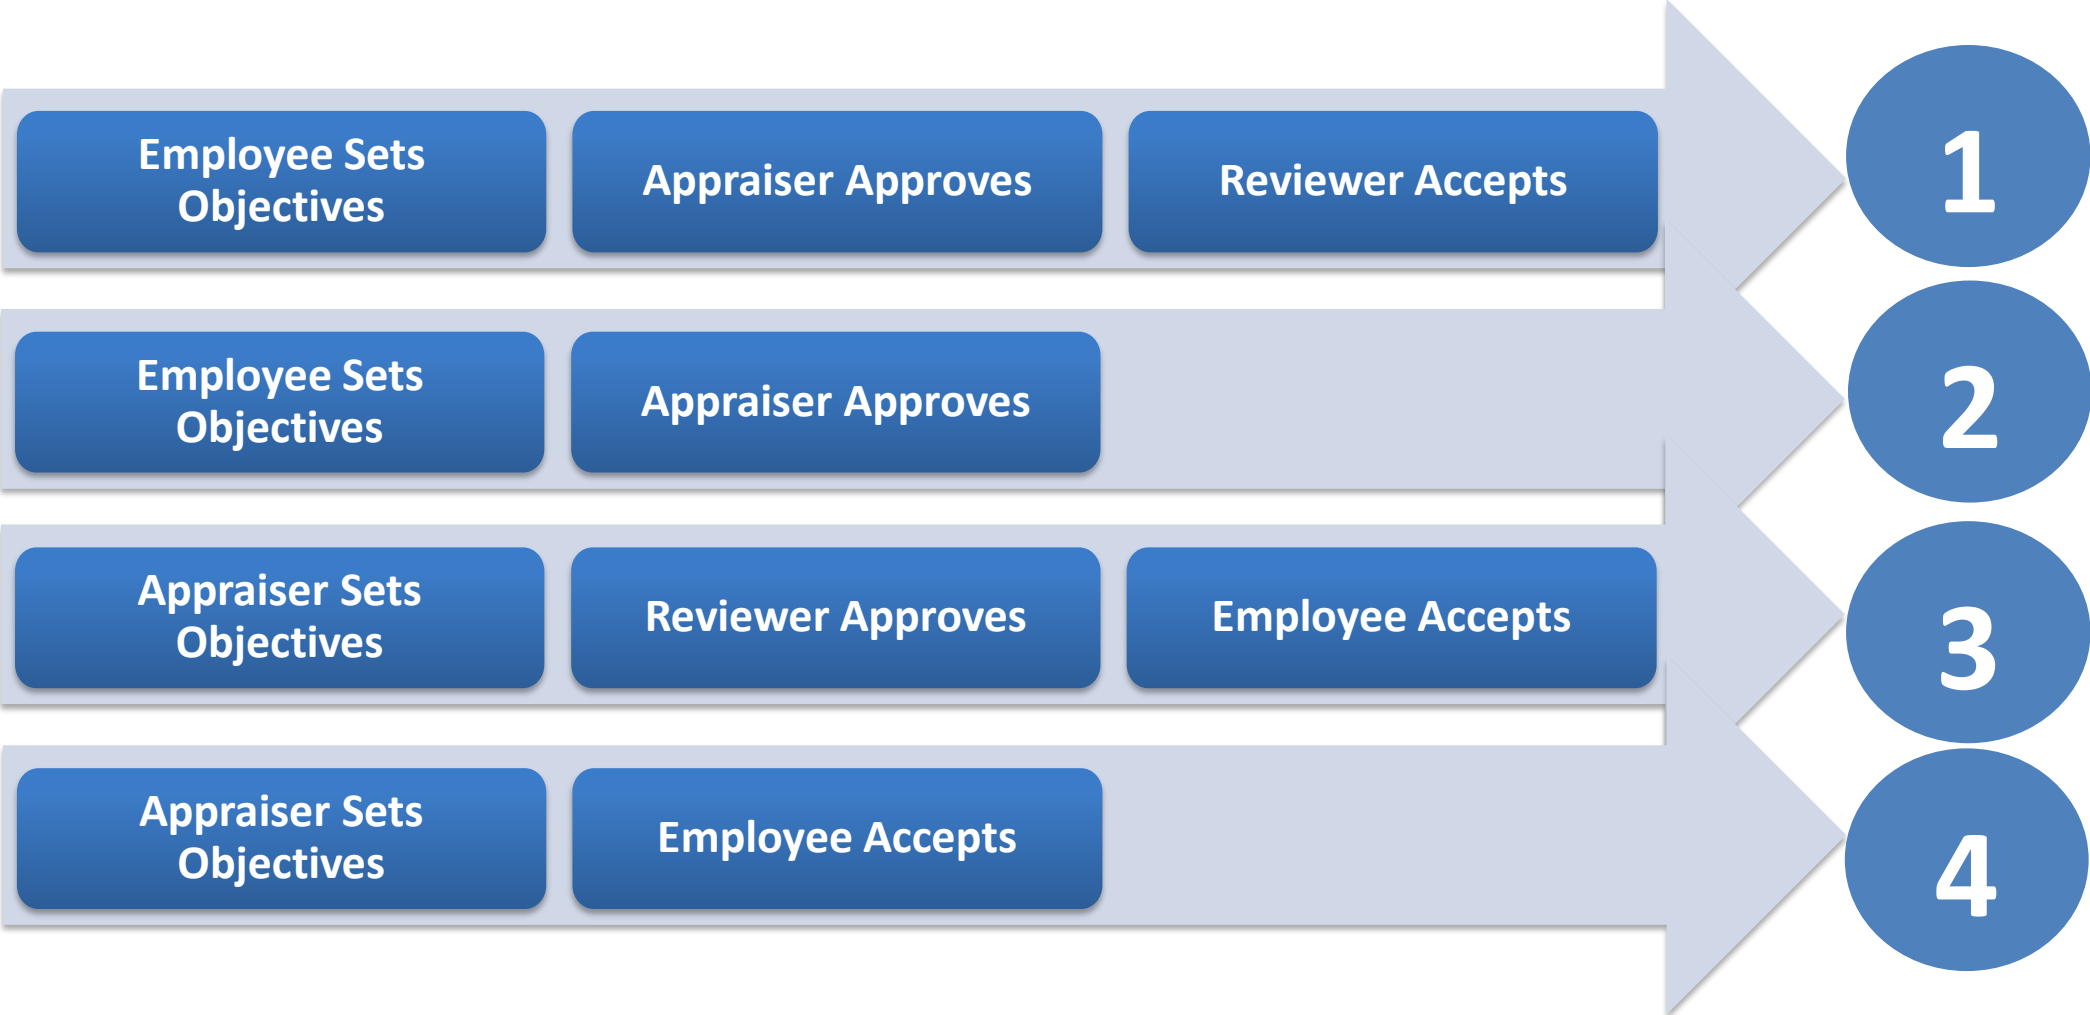 Employee Sets
Objectives
Appraiser Approves
Reviewer Accepts
1
Employee Sets
Objectives
Appraiser Approves
2
Appraiser Sets
Objectives
Reviewer Approves
Employee Accepts
3
Appraiser Sets
Objectives
Employee Accepts
4